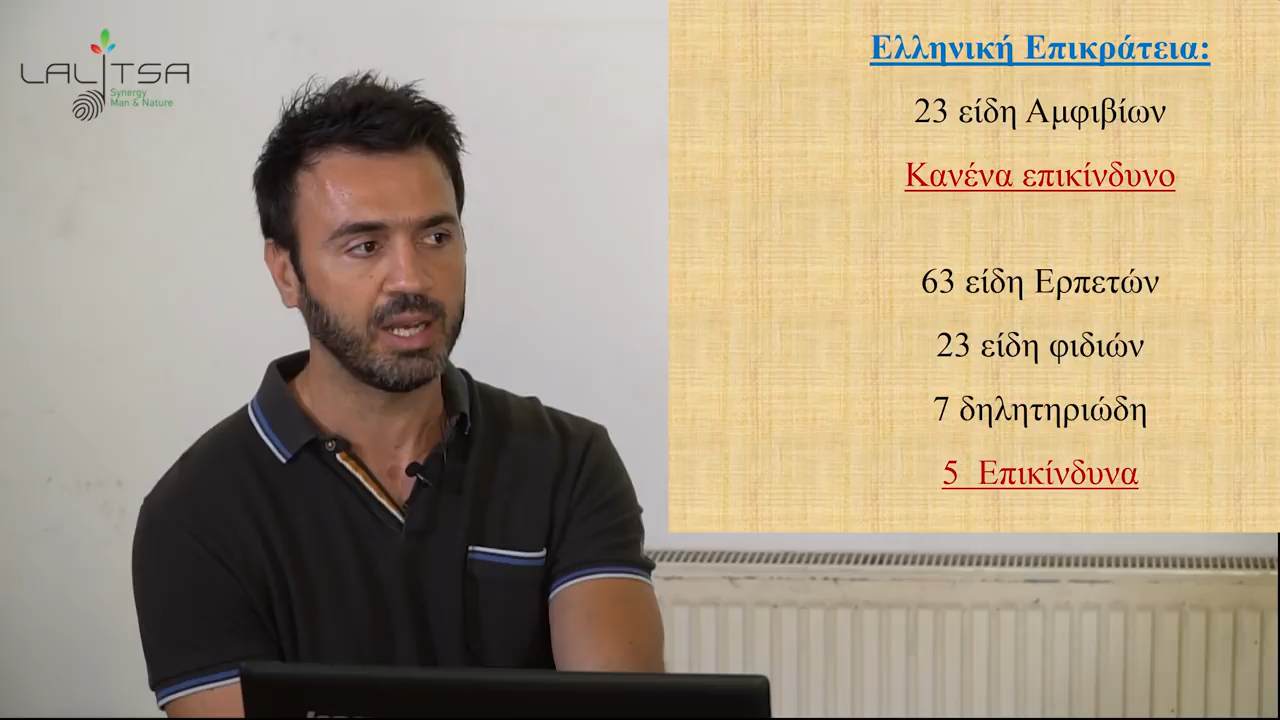 LALITSA
Synergy
Man & Nature
Ελληνική Επικράτεια:
23 είδη Αμφιβίων
Κανένα επικίνδυνο
63 είδη Ερπετών
23 είδη φιδιών
7 δηλητηριώδη
5 Επικίνδυνα